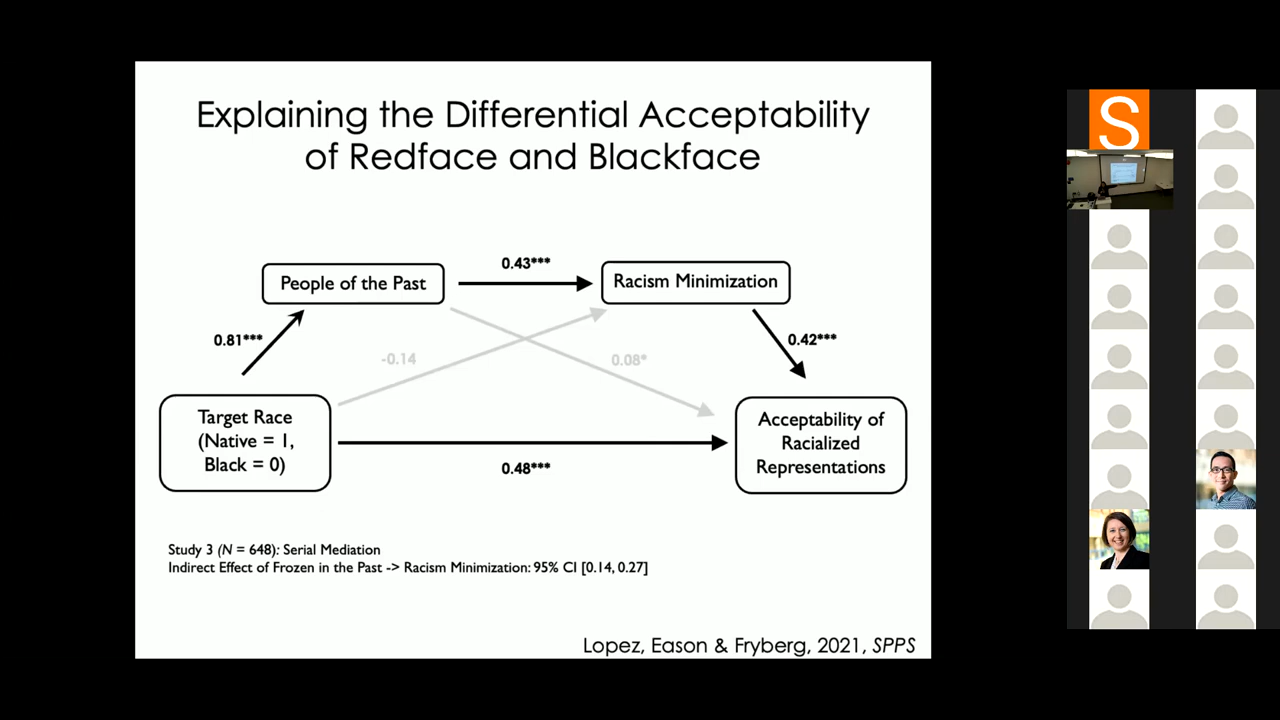 Explaining the Differential Acceptability
of Redface and Blackface
S
0.43***
People of the Past
Racism Minimization
0.81***
-0.14
0.08*
0.42***
Target Race
(Native = 1,
Black = 0)
Acceptability of
Racialized
Representations
0.48***
Study 3 (N = 648): Serial Mediation
Indirect Effect of Frozen in the Past -> Racism Minimization: 95% CI [0.14, 0.27]
Lopez, Eason & Fryberg, 2021, SPPS